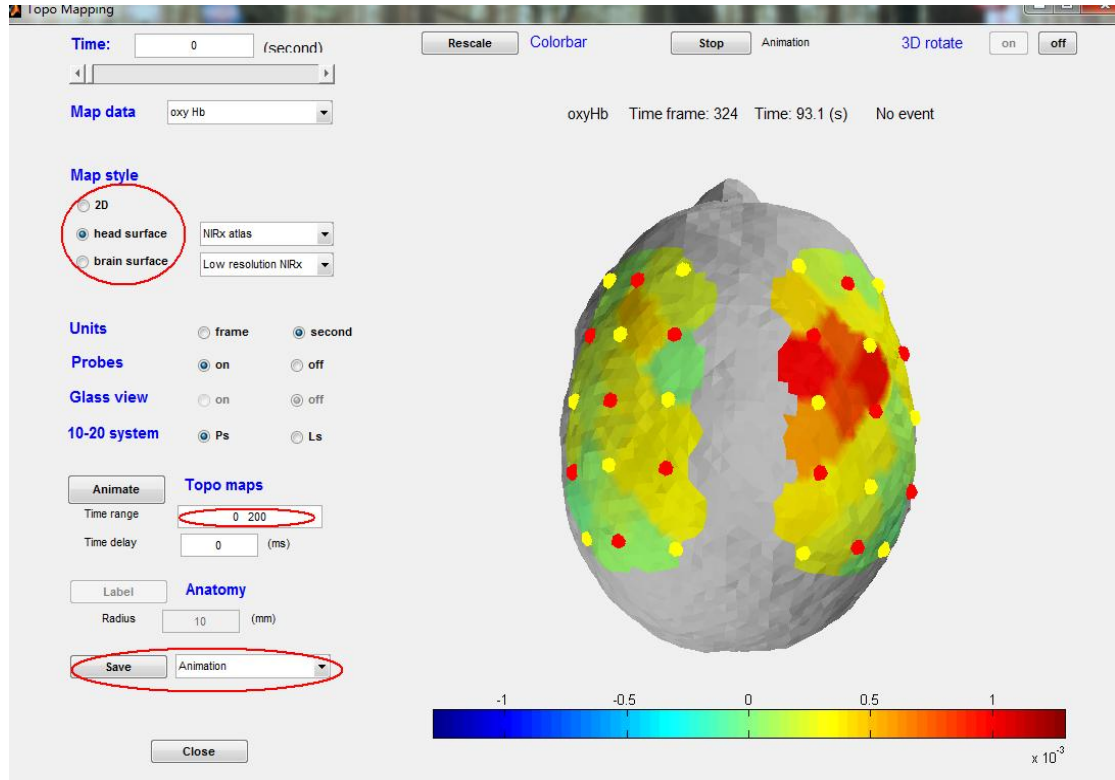 Topo Mapping
Time: 0 (second)
Rescale Colorbar Stop Animation 3D rotate on off
Map data oxy Hb
oxyHb Time frame: 324 Time: 93.1 (s) No event
Map style
2D
head surface NIRx atlas
brain surface Low resolution NIRx
Units frame second
Probes on off
Glass view on off
10-20 system Ps Ls
Animate Topo maps
Time range 0 200
Time delay 0 (ms)
Label Anatomy
Radius 10 (mm)
Save Animation
-1 -0.5 0 0.5 1
x 10^-3
Close